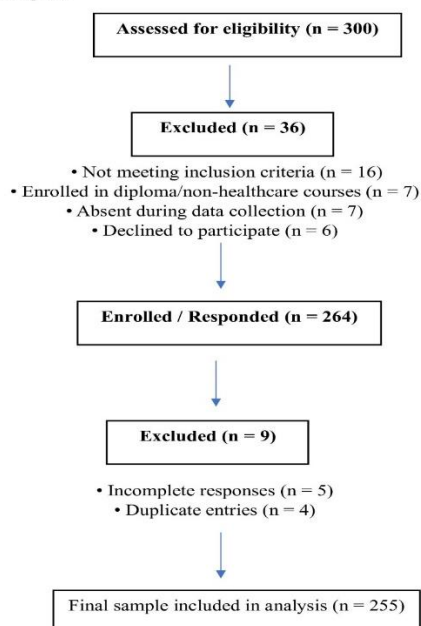 Assessed for eligibility (n = 300)
Excluded (n = 36)
• Not meeting inclusion criteria (n = 16)
• Enrolled in diploma/non-healthcare courses (n = 7)
• Absent during data collection (n = 7)
• Declined to participate (n = 6)
Enrolled / Responded (n = 264)
Excluded (n = 9)
• Incomplete responses (n = 5)
• Duplicate entries (n = 4)
Final sample included in analysis (n = 255)